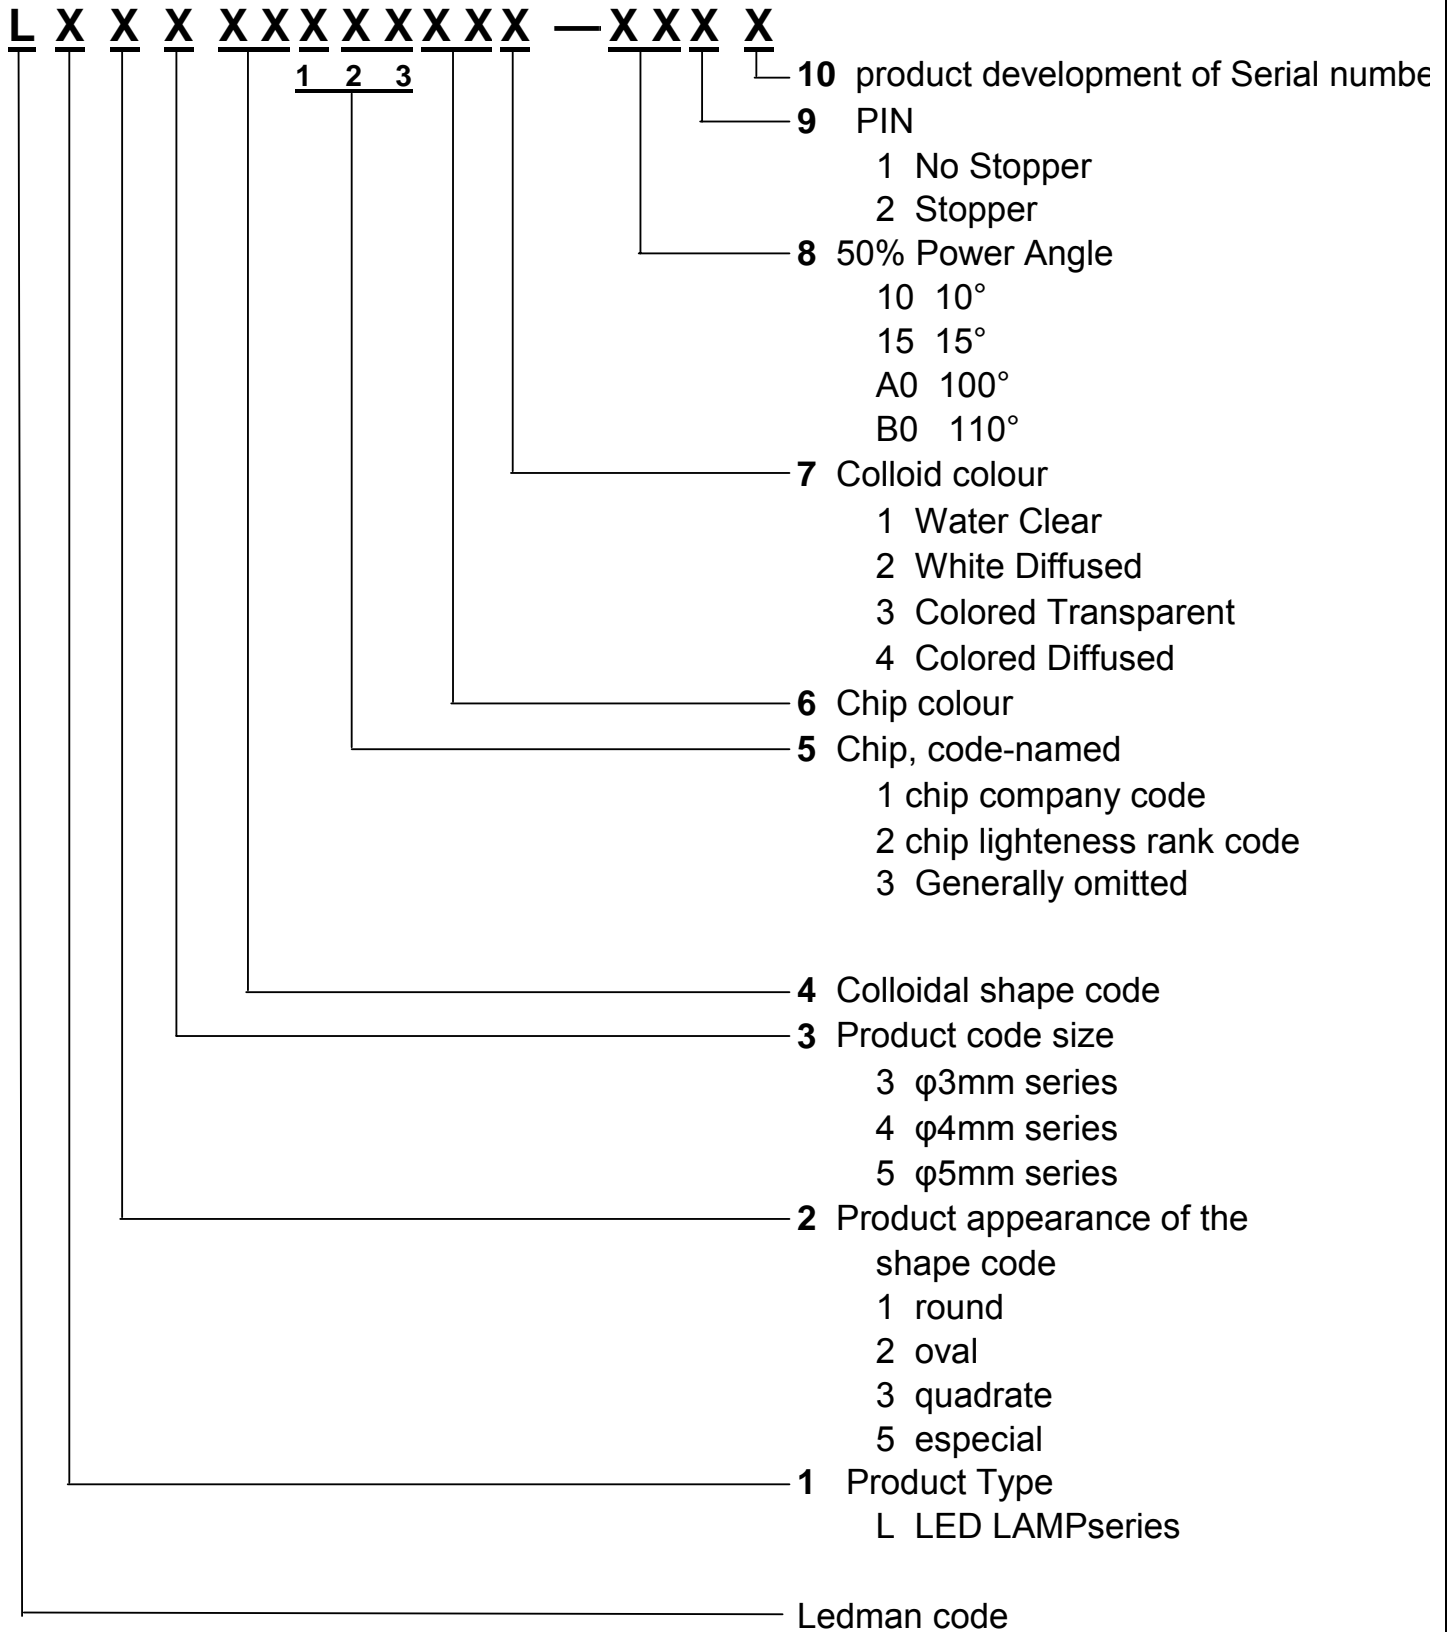 L X X X X X X X X X X X — X X X X
1 2 3
10 product development of Serial numbe
9 PIN
1 No Stopper
2 Stopper
8 50% Power Angle
10 10°
15 15°
A0 100°
B0 110°
7 Colloid colour
1 Water Clear
2 White Diffused
3 Colored Transparent
4 Colored Diffused
6 Chip colour
5 Chip, code-named
1 chip company code
2 chip lighteness rank code
3 Generally omitted
4 Colloidal shape code
3 Product code size
3 φ3mm series
4 φ4mm series
5 φ5mm series
2 Product appearance of the
shape code
1 round
2 oval
3 quadrate
5 especial
1 Product Type
L LED LAMPseries
Ledman code